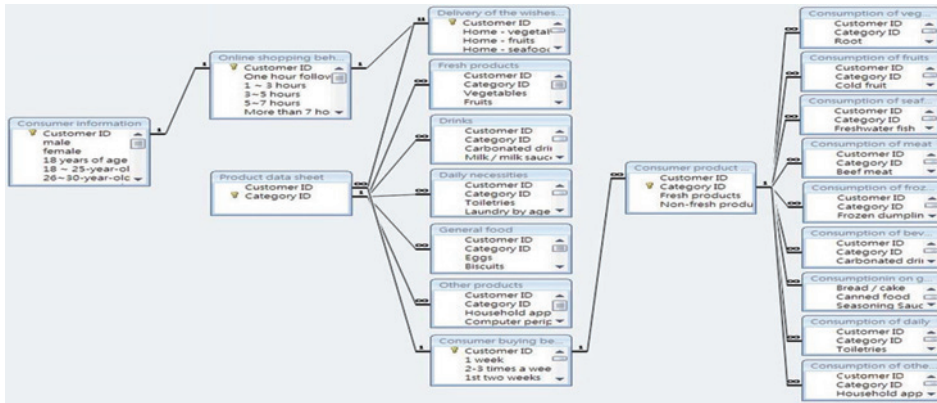 Consumer information
Customer ID
male
female
18 years of age
18 ~ 25-year-ol
26~30-year-olc
Online shopping beh...
Customer ID
One hour follow
1 ~ 3 hours
3~5 hours
5~7 hours
More than 7 ho
Product data sheet
Customer ID
Category ID
Delivery of the wishes...
Customer ID
Home - vegetal
Home - fruits
Home - seafood
Fresh products
Customer ID
Category ID
Vegetables
Fruits
Drinks
Customer ID
Category ID
Carbonated drin
Milk / milk sauce
Daily necessities
Customer ID
Category ID
Toiletries
Laundry by age
General food
Customer ID
Category ID
Eggs
Biscuits
Other products
Customer ID
Category ID
Household app
Computer perip
Consumer buying be...
Customer ID
1 week
2-3 times a wee
1st two weeks
Consumer product ...
Customer ID
Category ID
Fresh products
Non-fresh produ
Consumption of veg...
Customer ID
Category ID
Root
Consumption of fruits
Customer ID
Category ID
Cold fruit
Consumption of seaf...
Customer ID
Category ID
Freshwater fish
Consumption of meat
Customer ID
Category ID
Beef meat
Consumption of froz...
Customer ID
Category ID
Frozen dumplin
Consumption of bev...
Customer ID
Category ID
Carbonated drin
Consumptionin on g...
Bread / cake
Canned food
Seasoning Sauc
Consumption of daily
Customer ID
Category ID
Toiletries
Consumption of othe...
Customer ID
Category ID
Household app